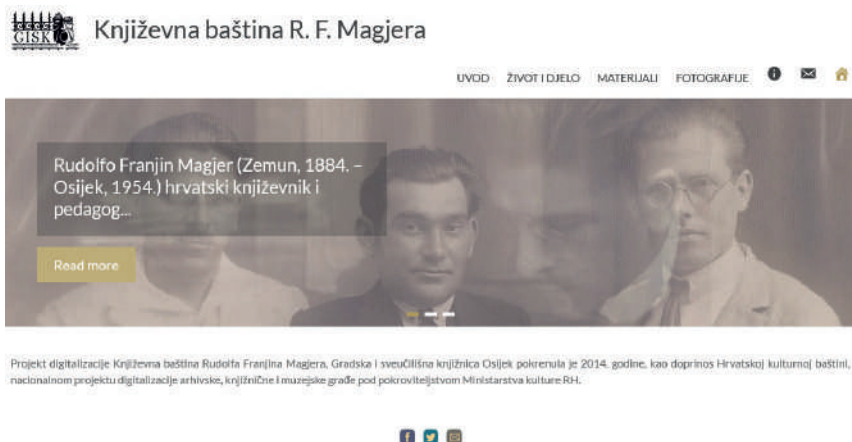 GISK
Književna baština R. F. Magjera
UVOD ŽIVOT I DJELO MATERIJALI FOTOGRAFIJE
Rudolfo Franjin Magjer (Zemun, 1884. –
Osijek, 1954.) hrvatski književnik i
pedagog...
Read more
Projekt digitalizacije Književna baština Rudolfa Franjina Magjera, Gradska i sveučilišna knjižnica Osijek pokrenula je 2014. godine, kao doprinos Hrvatskoj kulturnoj baštini,
nacionalnom projektu digitalizacije arhivske, knjižnične i muzejske građe pod pokroviteljstvom Ministarstva kulture RH.